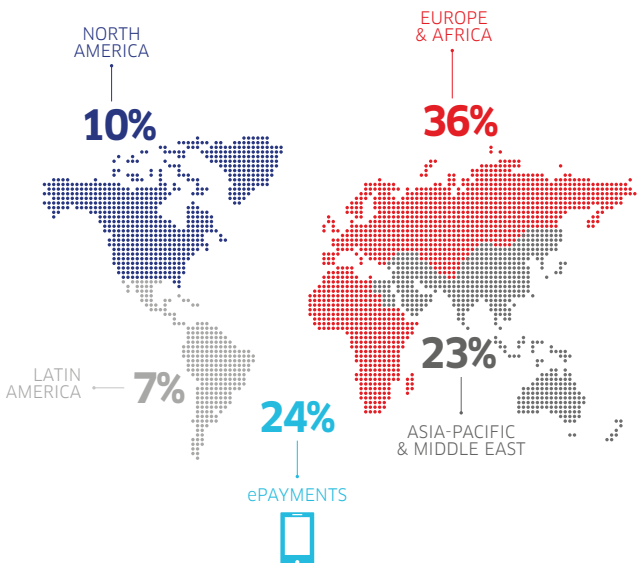 NORTH
AMERICA
10%
EUROPE
& AFRICA
36%
LATIN
AMERICA
7%
23%
ASIA-PACIFIC
& MIDDLE EAST
24%
ePAYMENTS